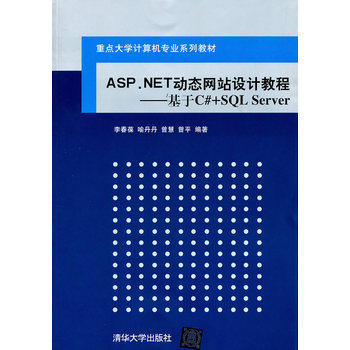 重点大学计算机专业系列教材
ASP.NET动态网站设计教程
——基于C#+SQL Server
李春葆 喻丹丹 曾慧 曾平 编著
清华大学出版社